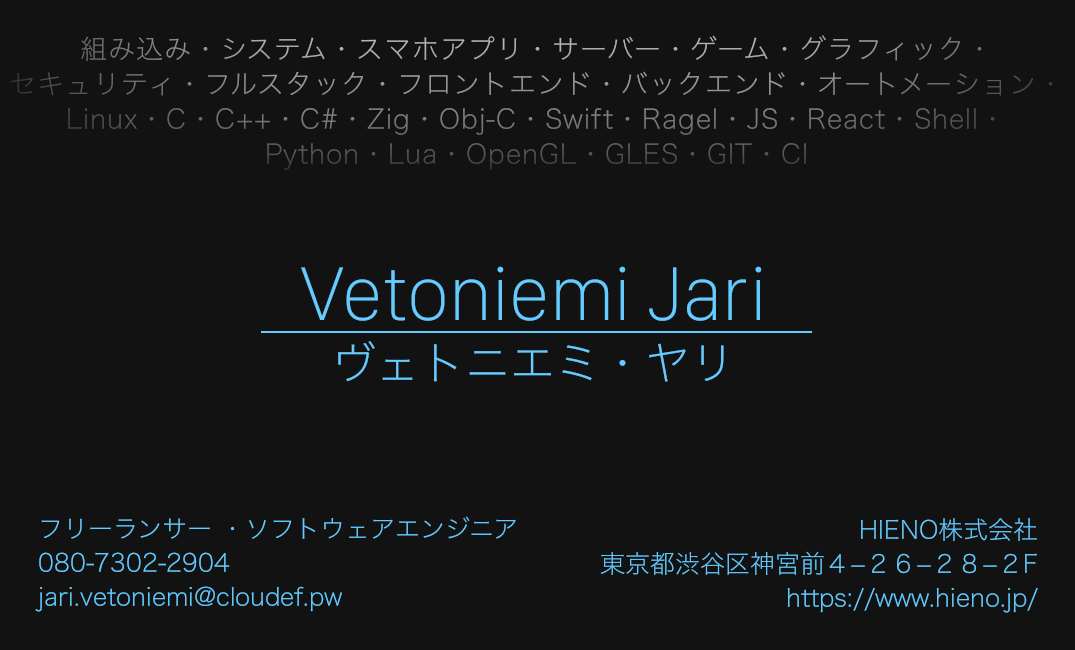 組み込み・システム・スマホアプリ・サーバー・ゲーム・グラフィック・
セキュリティ・フルスタック・フロントエンド・バックエンド・オートメーション・
Linux・C・C++・C#・Zig・Obj-C・Swift・Ragel・JS・React・Shell・
Python・Lua・OpenGL・GLES・GIT・CI
Vetoniemi Jari
ヴェトニエミ・ヤリ
フリーランサー ・ソフトウェアエンジニア
080-7302-2904
jari.vetoniemi@cloudef.pw
HIENO株式会社
東京都渋谷区神宮前４–２６–２８–２F
https://www.hieno.jp/